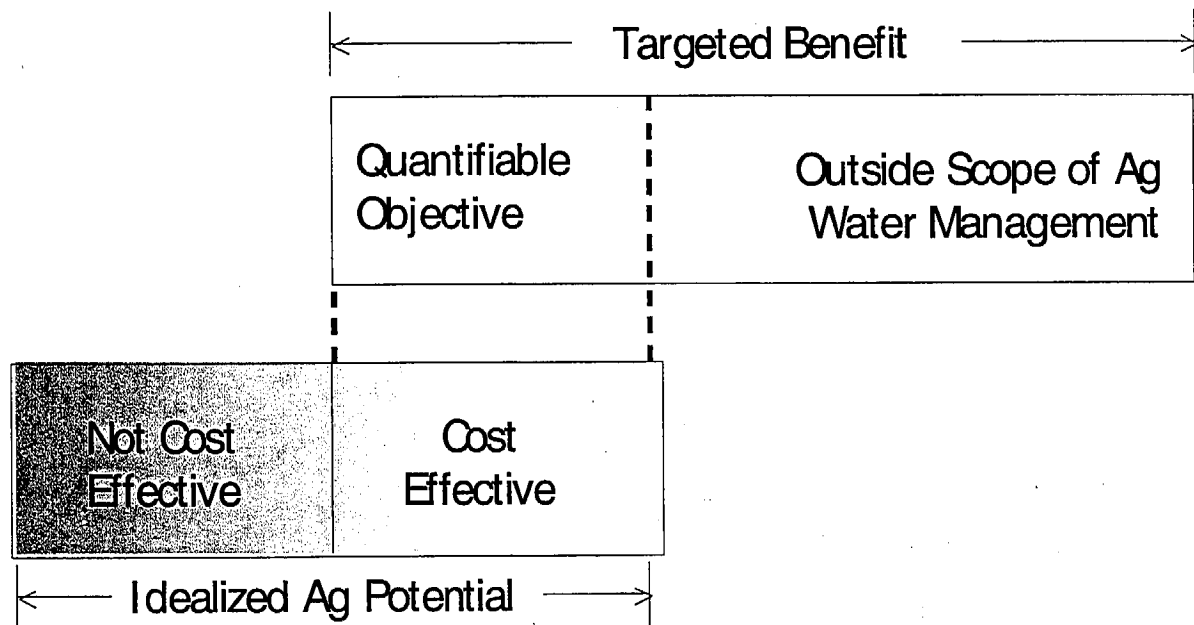 Targeted Benefit
Quantifiable
Objective
Outside Scope of Ag
Water Management
Not Cost
Effective
Cost
Effective
Idealized Ag Potential